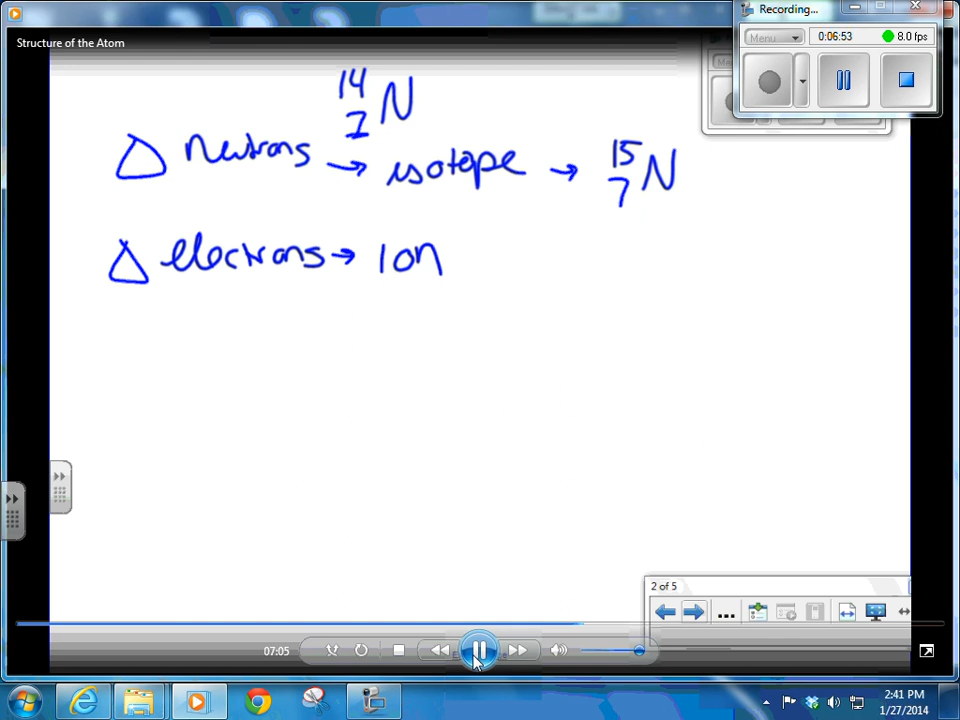 Recording...
Menu
00:06:53
8.0 fps
Structure of the Atom
14
7 N
Δ Neutrons → isotope → 15 7 N
Δ electrons → Ion
2 of 5
07:05
2:41 PM
1/27/2014